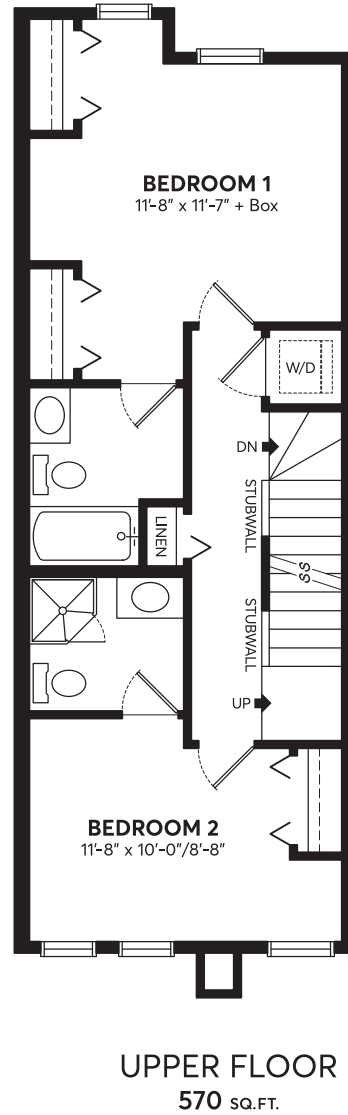 BEDROOM 1
11'-8" x 11'-7" + Box
W/D
DN
STUBWALL
LINEN
SS
STUBWALL
UP
BEDROOM 2
11'-8" x 10'-0"/8'-8"
UPPER FLOOR
570 SQ.FT.